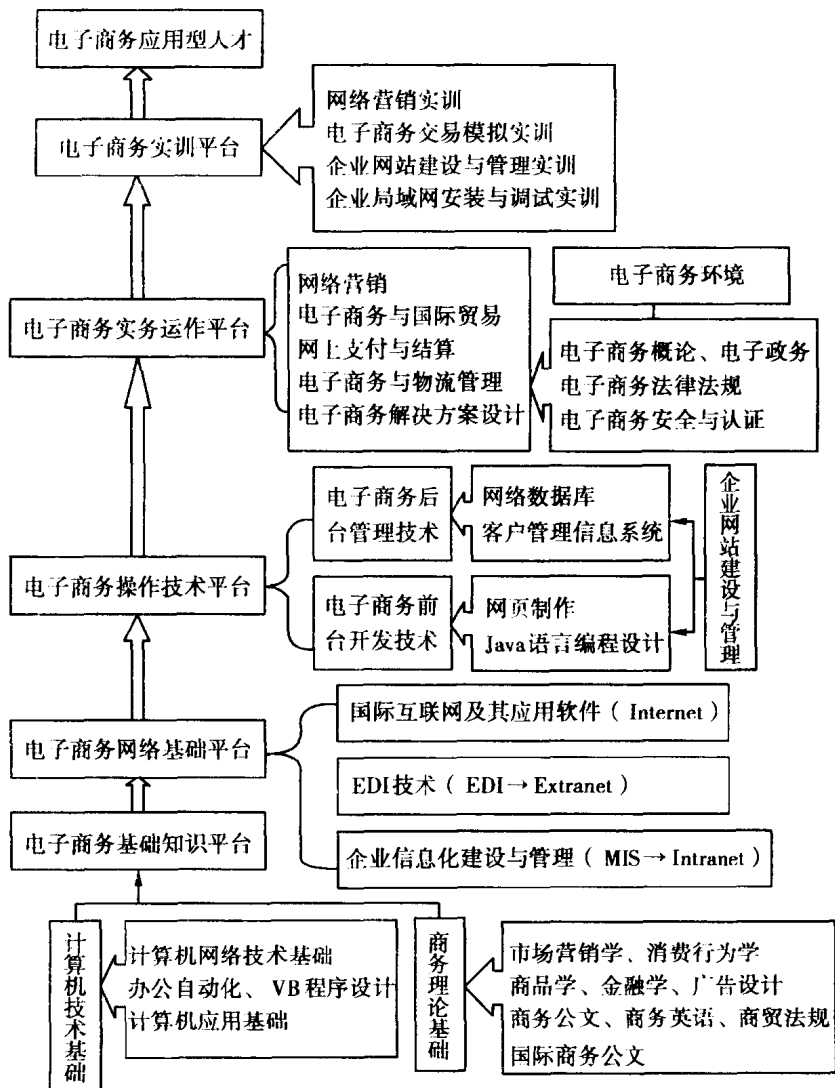 电子商务应用型人才
电子商务实训平台
网络营销实训
电子商务交易模拟实训
企业网站建设与管理实训
企业局域网安装与调试实训
电子商务实务运作平台
网络营销
电子商务与国际贸易
网上支付与结算
电子商务与物流管理
电子商务解决方案设计
电子商务环境
电子商务概论、电子政务
电子商务法律法规
电子商务安全与认证
电子商务操作技术平台
电子商务后
台管理技术
网络数据库
客户管理信息系统
电子商务前
台开发技术
网页制作
Java语言编程设计
企业网站建设与管理
电子商务网络基础平台
国际互联网及其应用软件（Internet）
EDI技术（EDI→Extranet）
企业信息化建设与管理（MIS→Intranet）
电子商务基础知识平台
计算机技术基础
计算机网络技术基础
办公自动化、VB程序设计
计算机应用基础
商务理论基础
市场营销学、消费行为学
商品学、金融学、广告设计
商务公文、商务英语、商贸法规
国际商务公文